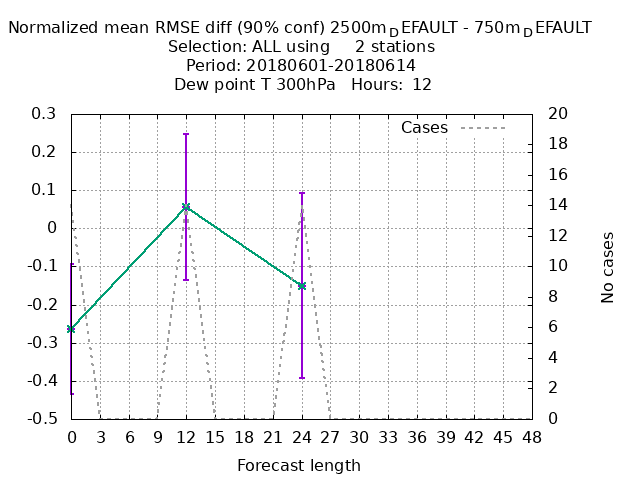 Normalized mean RMSE diff (90% conf) 2500m_DEFAULT - 750m_DEFAULT
Selection: ALL using 2 stations
Period: 20180601-20180614
Dew point T 300hPa Hours: 12
Cases
0.3
0.2
0.1
0
-0.1
-0.2
-0.3
-0.4
-0.5
20
18
16
14
12
10
8
6
4
2
0
No cases
0 3 6 9 12 15 18 21 24 27 30 33 36 39 42 45 48
Forecast length